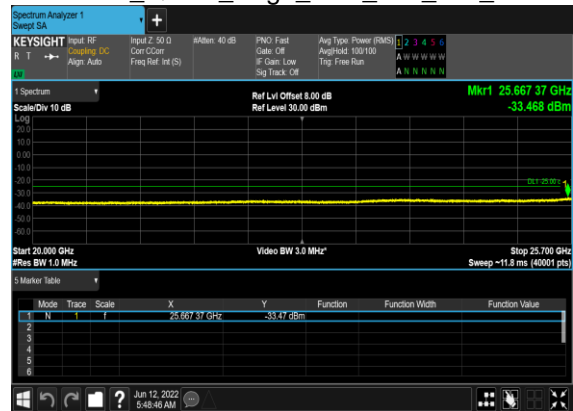 Spectrum Analyzer 1
Swept SA
KEYSIGHT
R T
LW
Input: RF
Coupling: DC
Align: Auto
Input Z: 50 Ω
Corr CCorr
Freq Ref: Int (S)
#Atten: 40 dB
PNO: Fast
Gate: Off
IF Gain: Low
Sig Track: Off
Avg Type: Power (RMS)
Avg|Hold: 100/100
Trig: Free Run
1 2 3 4 5 6
A W W W W W
A N N N N N
1 Spectrum
Scale/Div 10 dB
Ref Lvl Offset 8.00 dB
Ref Level 30.00 dBm
Mkr1 25.667 37 GHz
-33.468 dBm
Log
20.0
10.0
0.00
-10.0
-20.0
-30.0
-40.0
-50.0
-60.0
Start 20.000 GHz
#Res BW 1.0 MHz
Video BW 3.0 MHz*
Stop 25.700 GHz
Sweep ~11.8 ms (40001 pts)
5 Marker Table
Mode Trace Scale X Y Function Function Width Function Value
1 N 1 f 25.667 37 GHz -33.47 dBm
2
3
4
5
6
?
Jun 12, 2022
5:48:46 AM